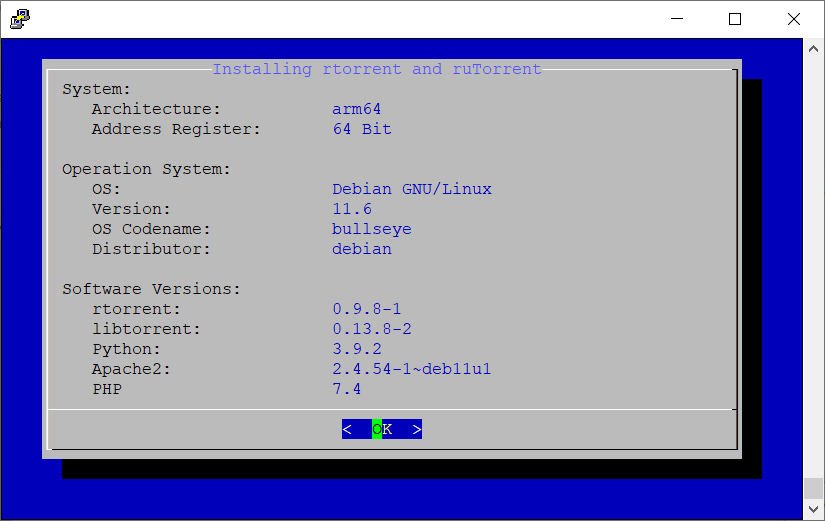 Installing rtorrent and ruTorrent
System:
Architecture: arm64
Address Register: 64 Bit
Operation System:
OS: Debian GNU/Linux
Version: 11.6
OS Codename: bullseye
Distributor: debian
Software Versions:
rtorrent: 0.9.8-1
libtorrent: 0.13.8-2
Python: 3.9.2
Apache2: 2.4.54-1~deb11u1
PHP 7.4
< OK >